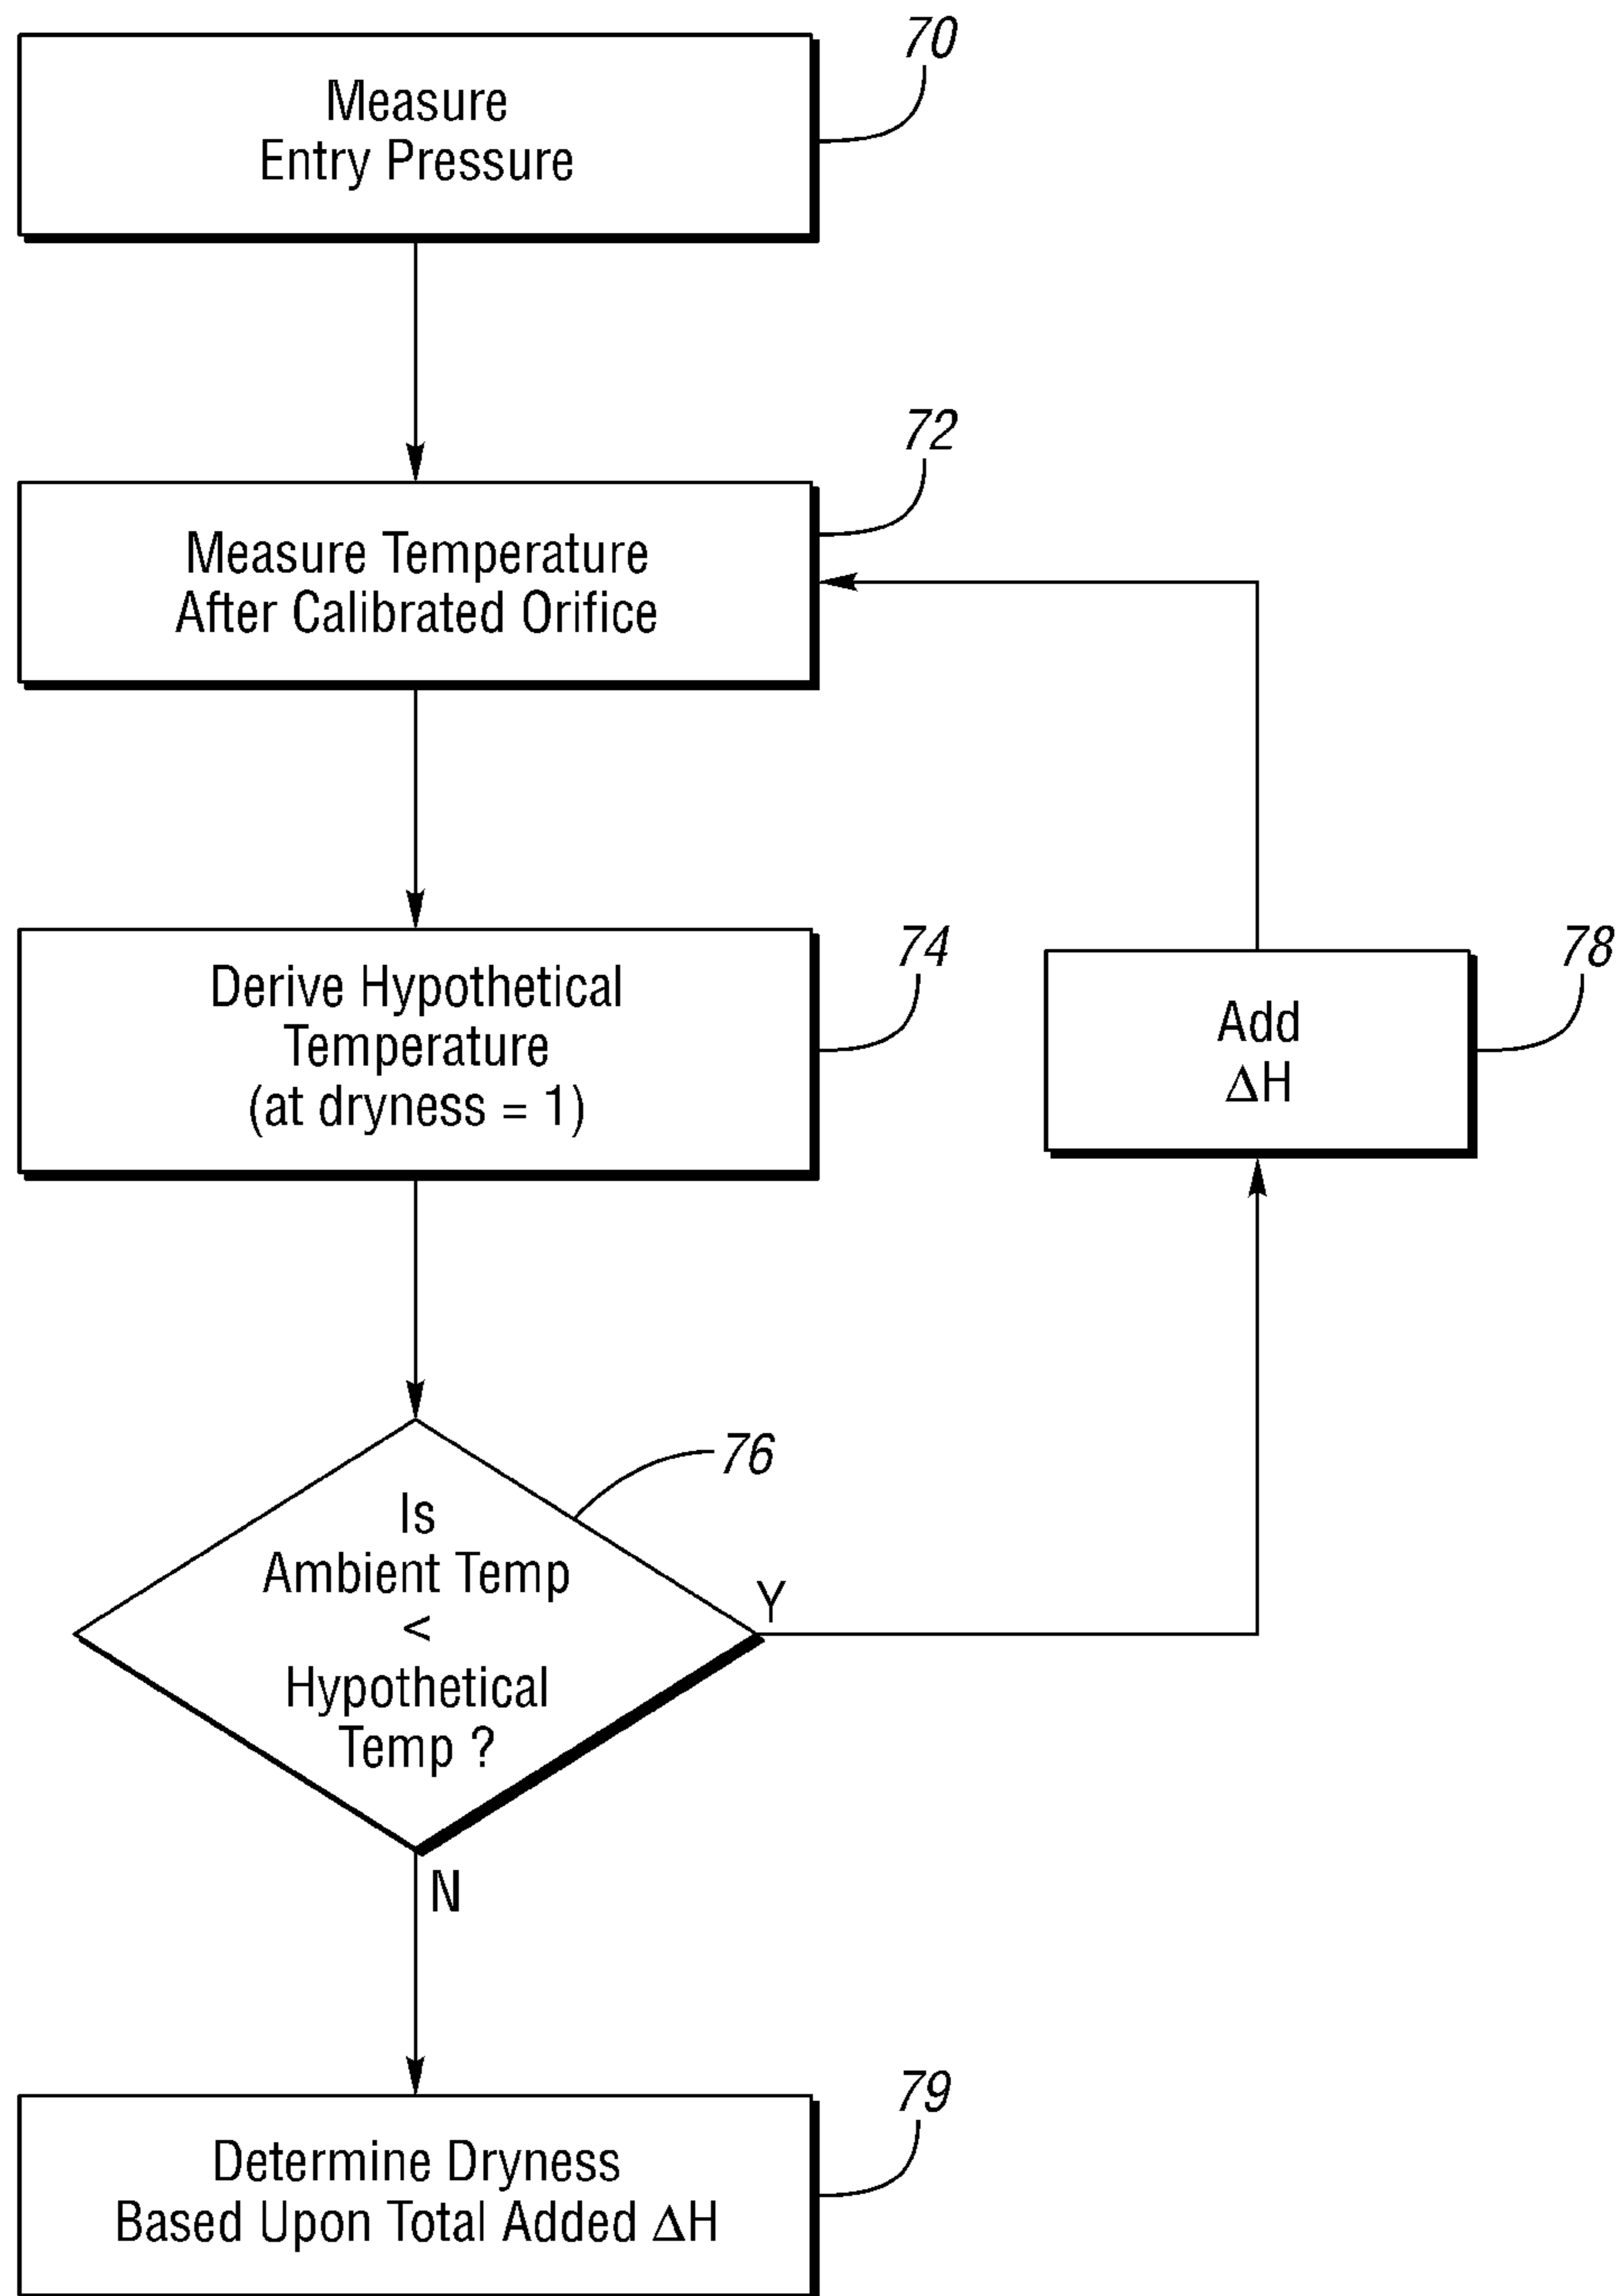 70
Measure
Entry Pressure
72
Measure Temperature
After Calibrated Orifice
74
Derive Hypothetical
Temperature
(at dryness = 1)
78
Add
ΔH
76
Is
Ambient Temp
<
Hypothetical
Temp ?
Y
N
79
Determine Dryness
Based Upon Total Added ΔH